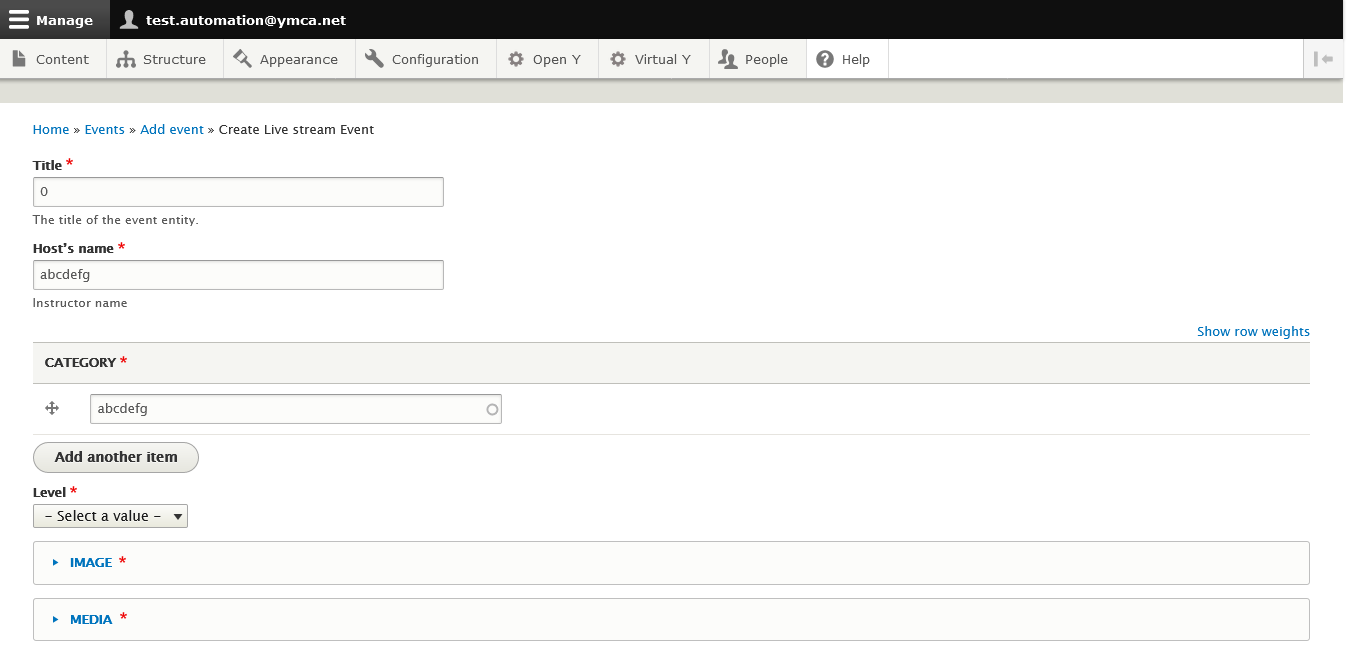 Manage test.automation@ymca.net
Content Structure Appearance Configuration Open Y Virtual Y People Help
Home » Events » Add event » Create Live stream Event
Title *
0
The title of the event entity.
Host's name *
abcdefg
Instructor name
Show row weights
CATEGORY *
abcdefg
Add another item
Level *
- Select a value -
IMAGE *
MEDIA *